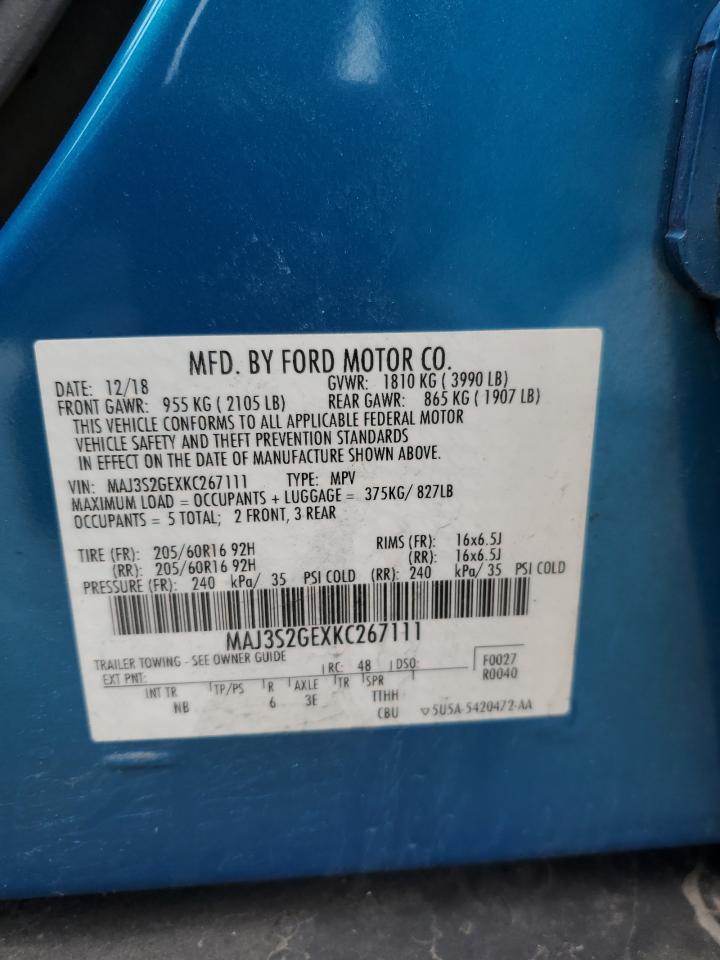 MFD. BY FORD MOTOR CO.
DATE: 12/18 GVWR: 1810 KG ( 3990 LB)
FRONT GAWR: 955 KG ( 2105 LB) REAR GAWR: 865 KG ( 1907 LB)
THIS VEHICLE CONFORMS TO ALL APPLICABLE FEDERAL MOTOR
VEHICLE SAFETY AND THEFT PREVENTION STANDARDS
IN EFFECT ON THE DATE OF MANUFACTURE SHOWN ABOVE.
VIN: MAJ3S2GEXKC267111 TYPE: MPV
MAXIMUM LOAD = OCCUPANTS + LUGGAGE = 375KG/ 827LB
OCCUPANTS = 5 TOTAL; 2 FRONT, 3 REAR
TIRE (FR): 205/60R16 92H RIMS (FR): 16x6.5J
(RR): 205/60R16 92H (RR): 16x6.5J
PRESSURE (FR): 240 kPa/ 35 PSI COLD (RR): 240 kPa/ 35 PSI COLD
MAJ3S2GEXKC267111
TRAILER TOWING - SEE OWNER GUIDE
EXT PNT: RC: 48 DSO: F0027
R0040
INT TR TP/PS R AXLE TR SPR
NB 6 3E TTHH
CBU 5U5A-5420472-AA